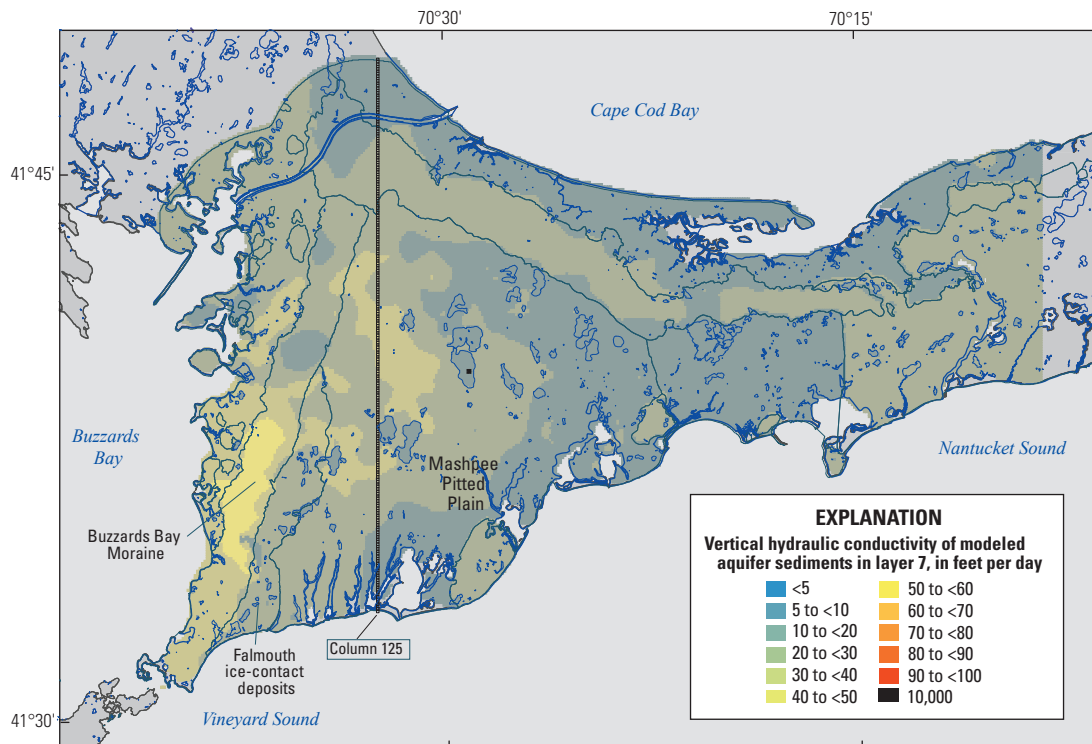 70°30'
70°15'
Cape Cod Bay
41°45'
Buzzards
Bay
Nantucket Sound
Mashpee
Pitted
Plain
Buzzards Bay
Moraine
Falmouth
ice-contact
deposits
Column 125
Vineyard Sound
41°30'
EXPLANATION
Vertical hydraulic conductivity of modeled
aquifer sediments in layer 7, in feet per day
<5
5 to <10
10 to <20
20 to <30
30 to <40
40 to <50
50 to <60
60 to <70
70 to <80
80 to <90
90 to <100
10,000